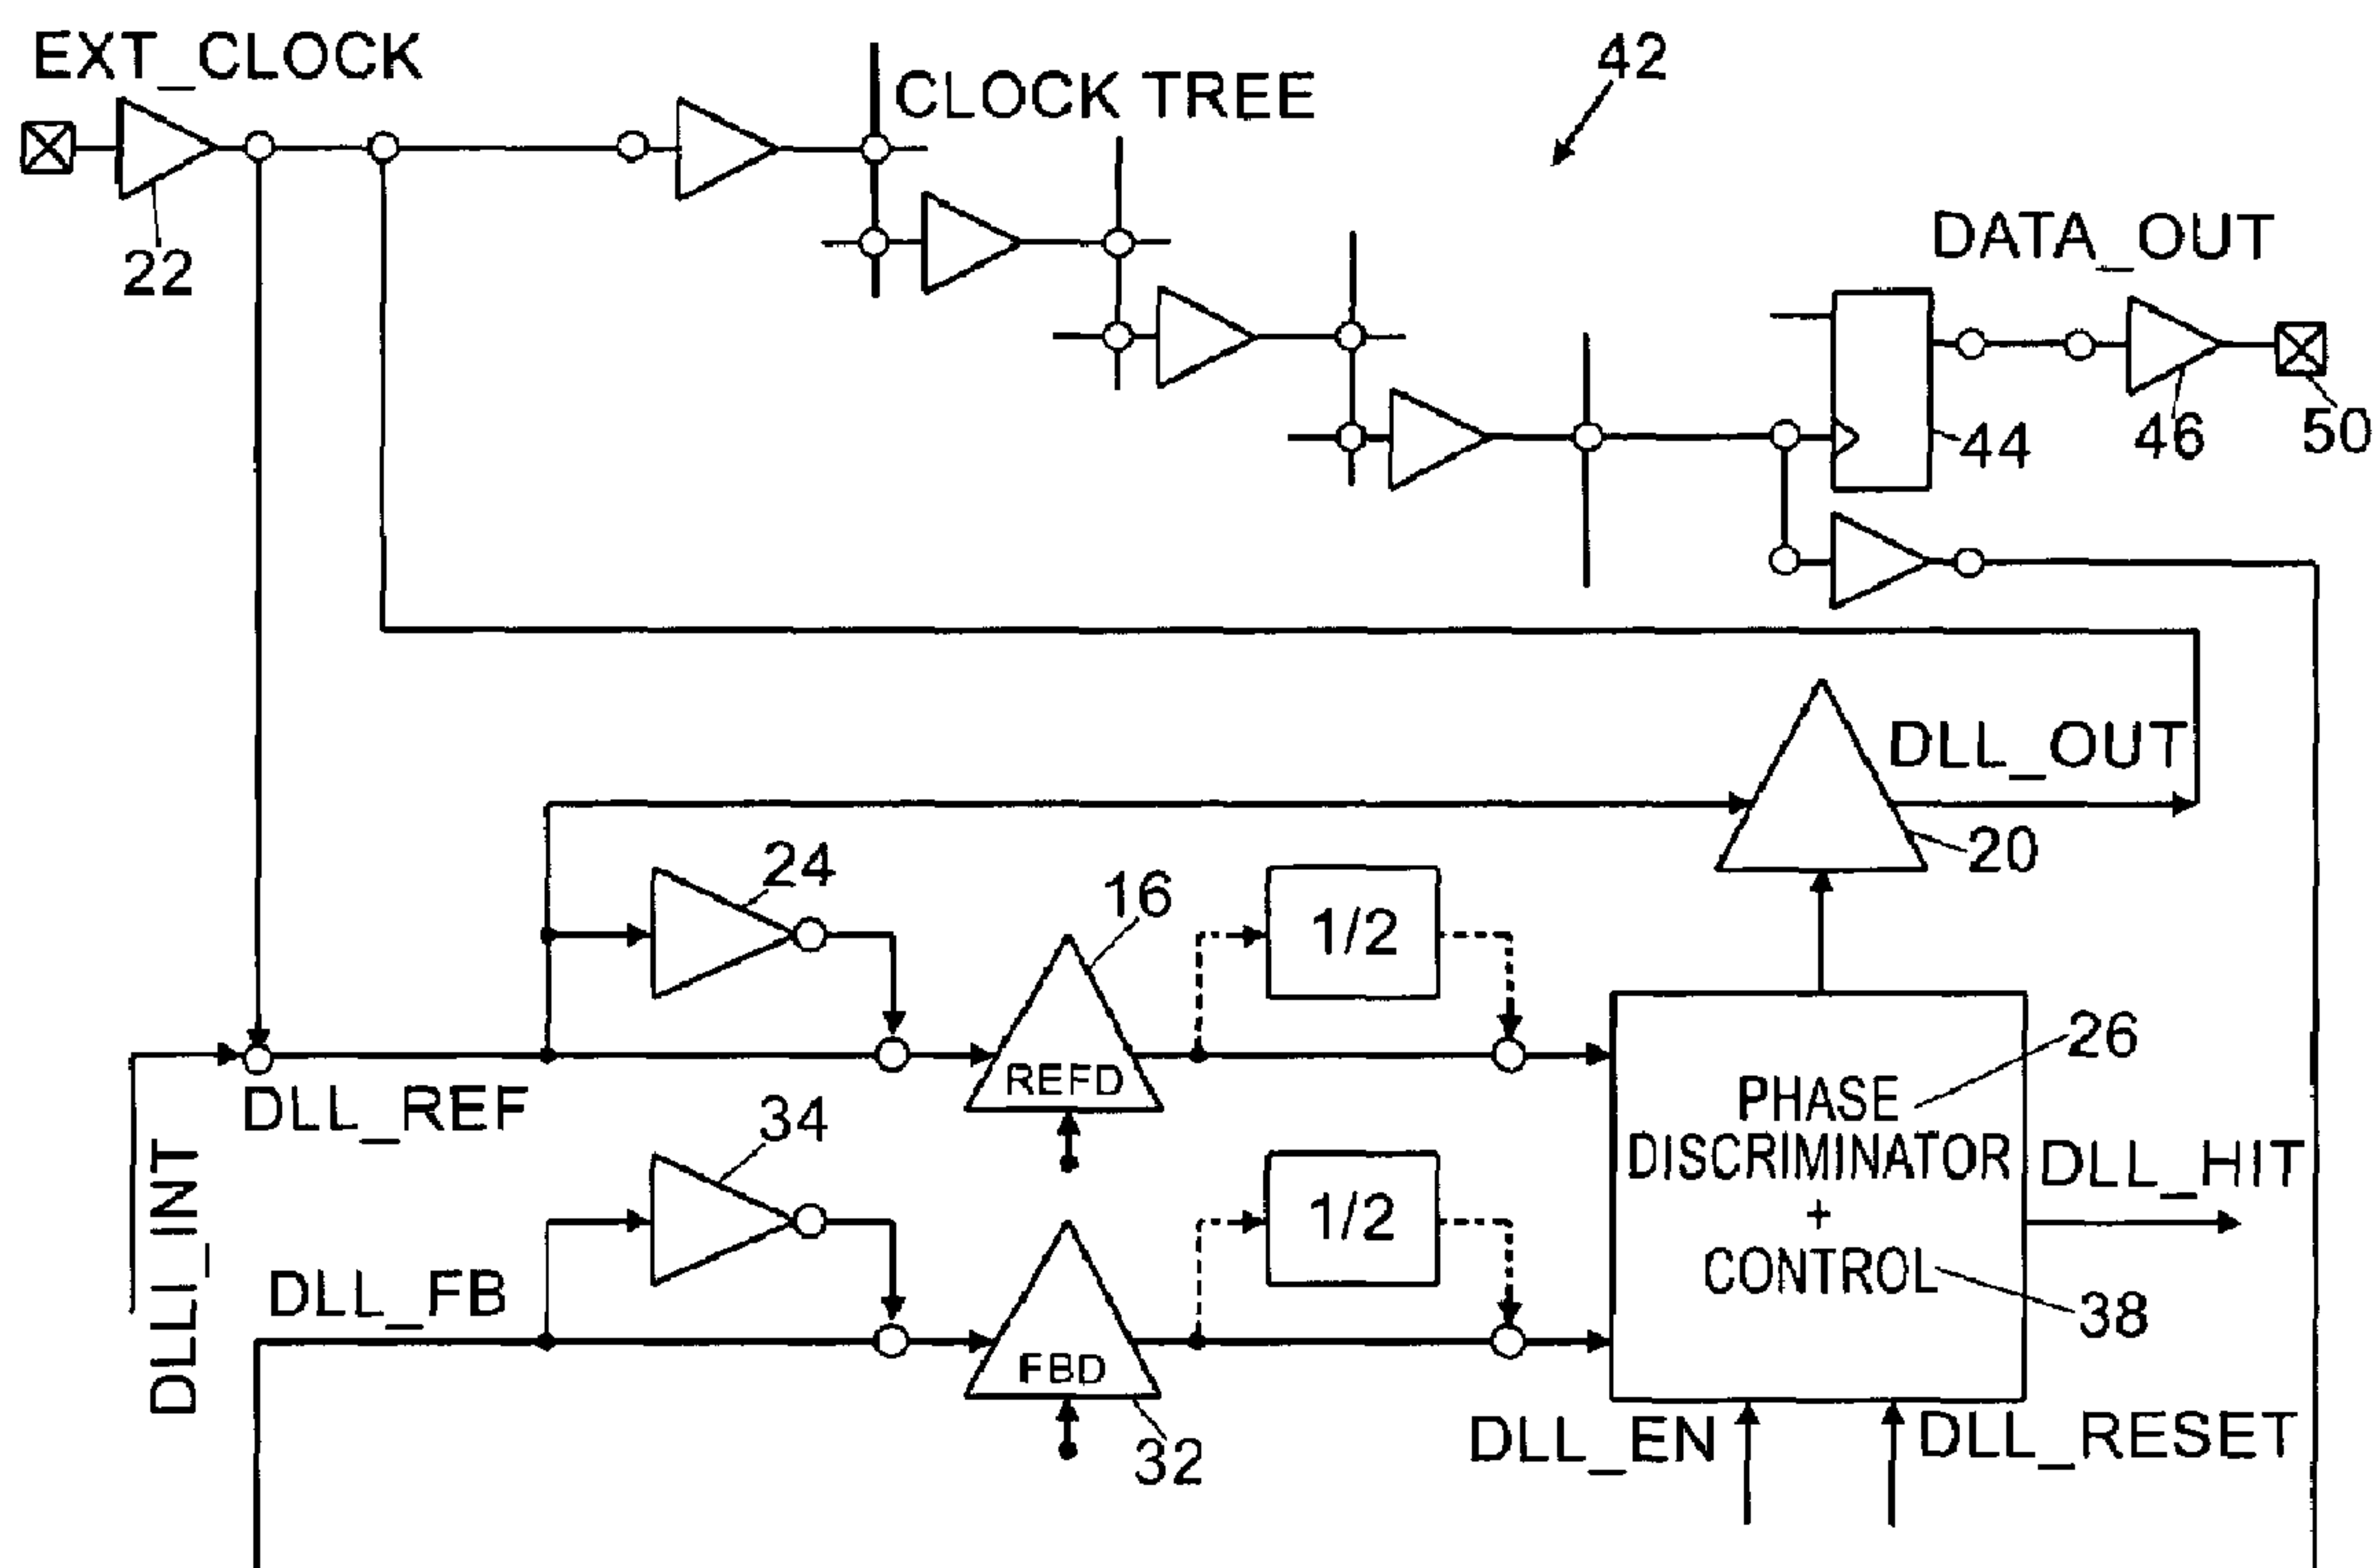 EXT_CLOCK
CLOCK TREE
42
22
DATA_OUT
44
46
50
DLL_OUT
20
24
16
1/2
REFD
DLL_REF
26
PHASE
DISCRIMINATOR
+
CONTROL
38
DLL_HIT
34
1/2
DLLI_INT
DLL_FB
FBD
32
DLL_EN
DLL_RESET